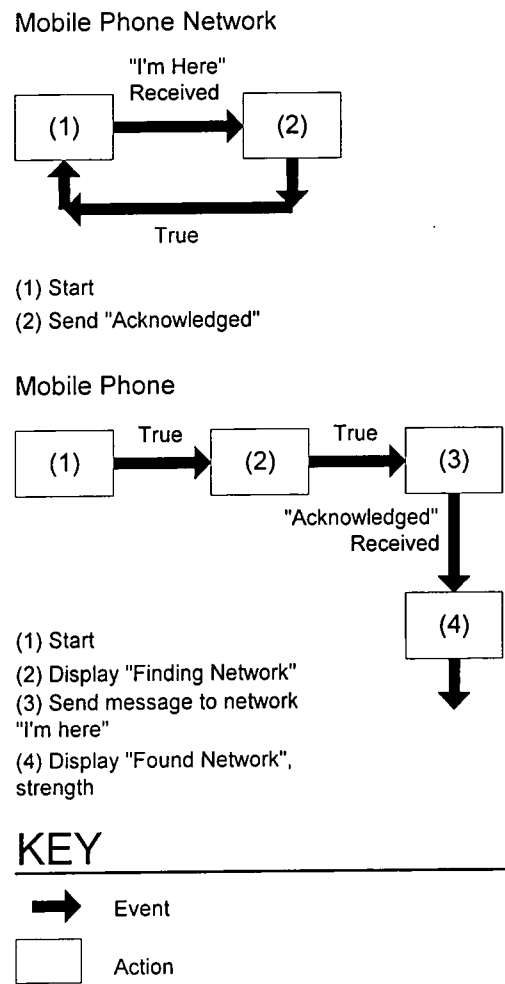 Mobile Phone Network
"I'm Here"
Received
(1)
(2)
True
(1) Start
(2) Send "Acknowledged"
Mobile Phone
True
True
(1)
(2)
(3)
"Acknowledged"
Received
(4)
(1) Start
(2) Display "Finding Network"
(3) Send message to network
"I'm here"
(4) Display "Found Network",
strength
KEY
Event
Action